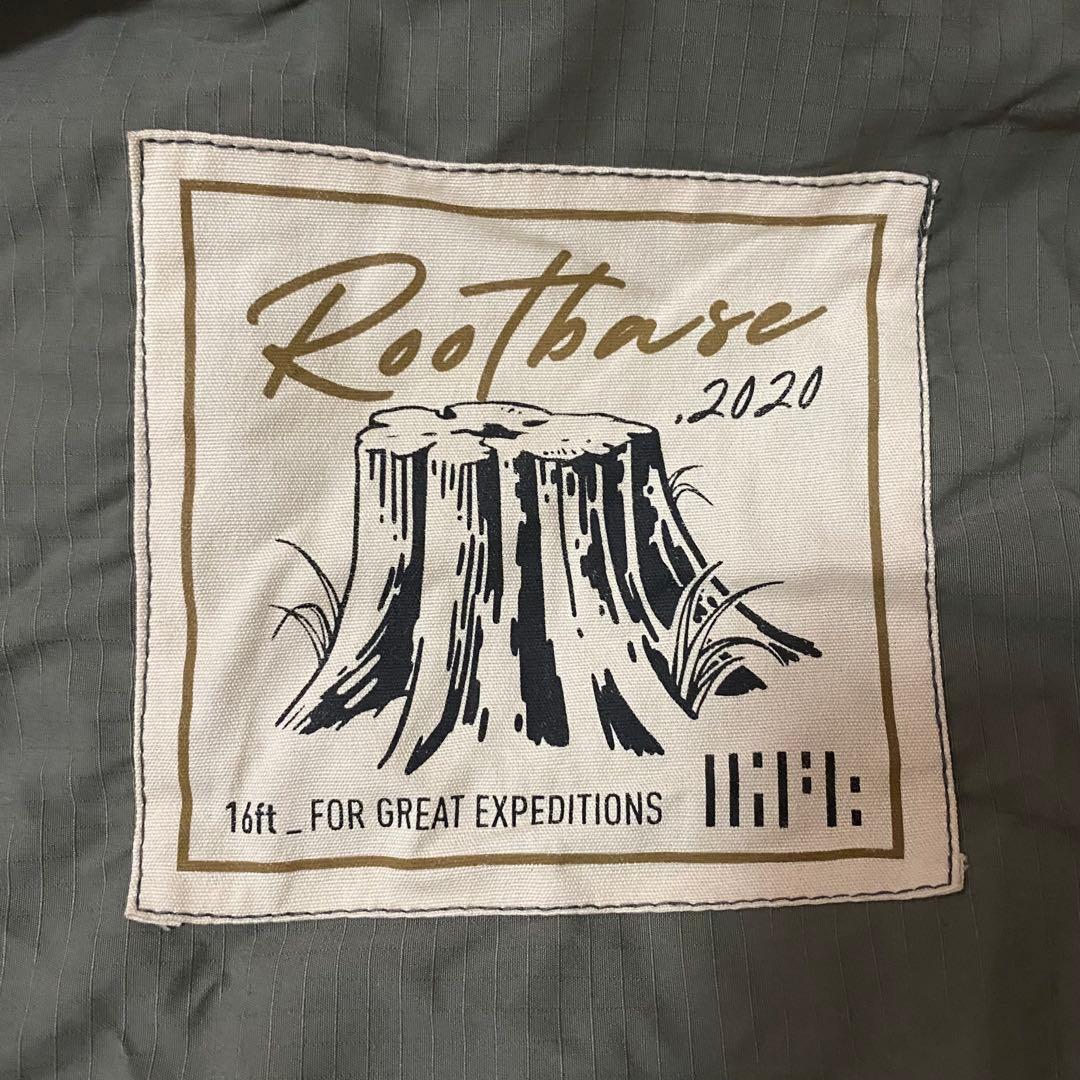 Rootbase
.2020
16ft _ FOR GREAT EXPEDITIONS